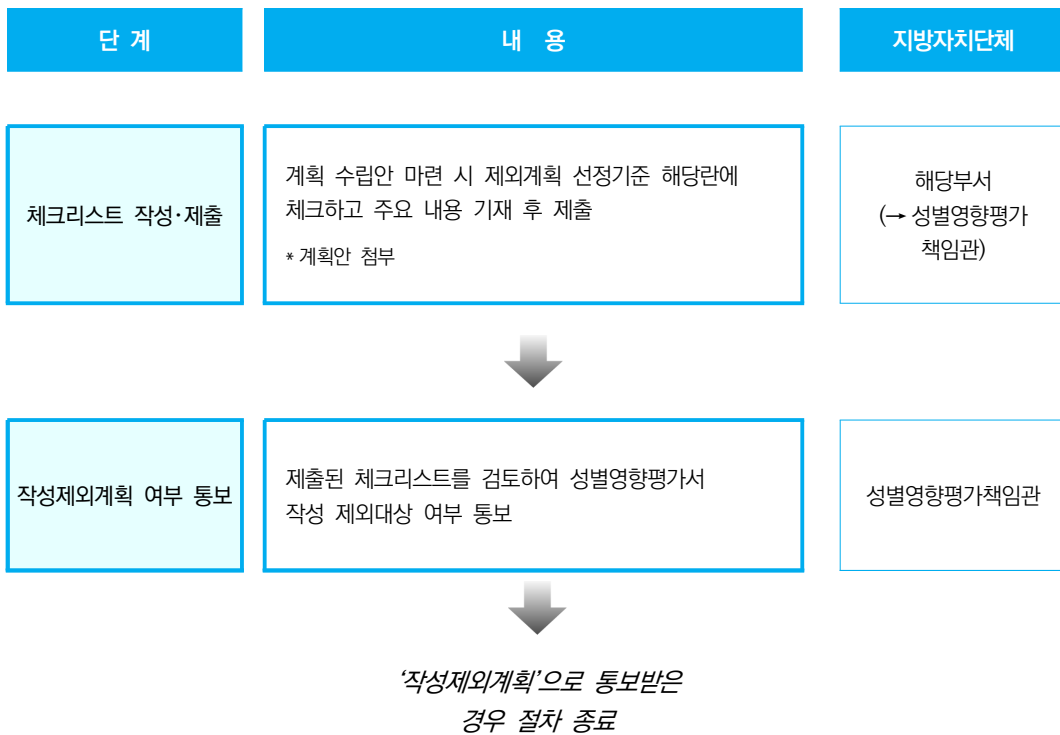 단 계
내 용
지방자치단체
체크리스트 작성·제출
계획 수립안 마련 시 제외계획 선정기준 해당란에
체크하고 주요 내용 기재 후 제출
* 계획안 첨부
해당부서
(→ 성별영향평가
책임관)
작성제외계획 여부 통보
제출된 체크리스트를 검토하여 성별영향평가서
작성 제외대상 여부 통보
성별영향평가책임관
‘작성제외계획’으로 통보받은
경우 절차 종료